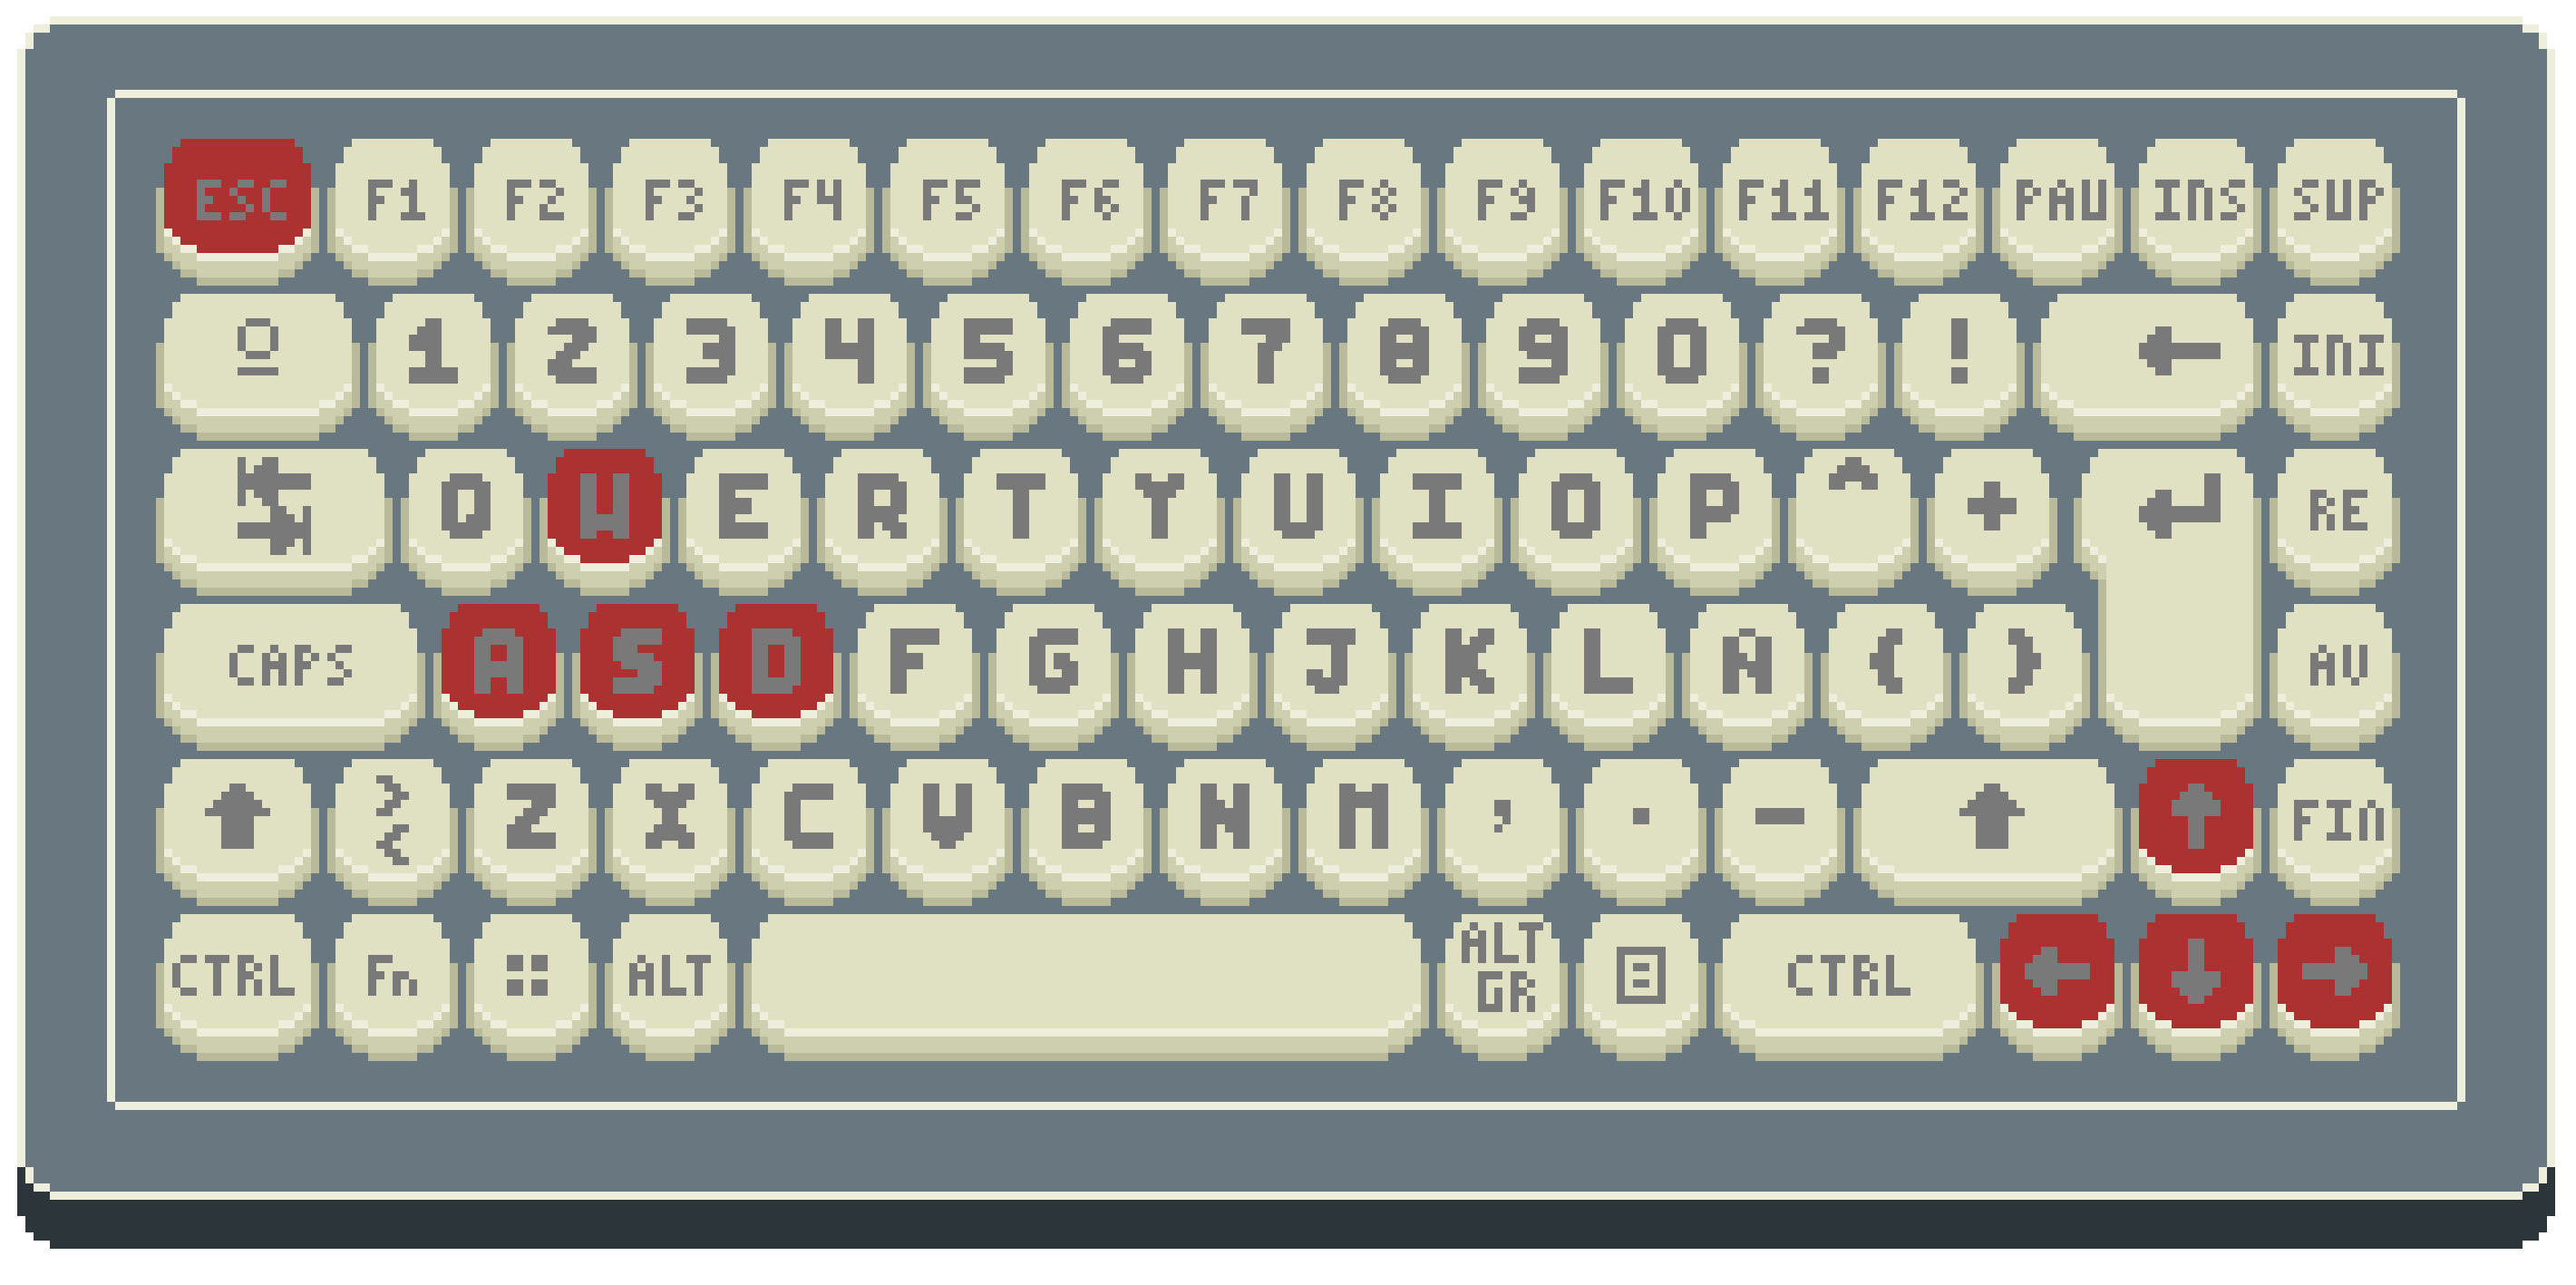 ESC F1 F2 F3 F4 F5 F6 F7 F8 F9 F10 F11 F12 PAU INS SUP
º 1 2 3 4 5 6 7 8 9 0 ? ! ← INI
Q W E R T Y U I O P ^ + ↵ RE
CAPS A S D F G H J K L Ñ { } AV
⬆ > < Z X C V B N M , . - ⬆ ↑ FIN
CTRL Fn ALT ALT GR CTRL ← ↓ →